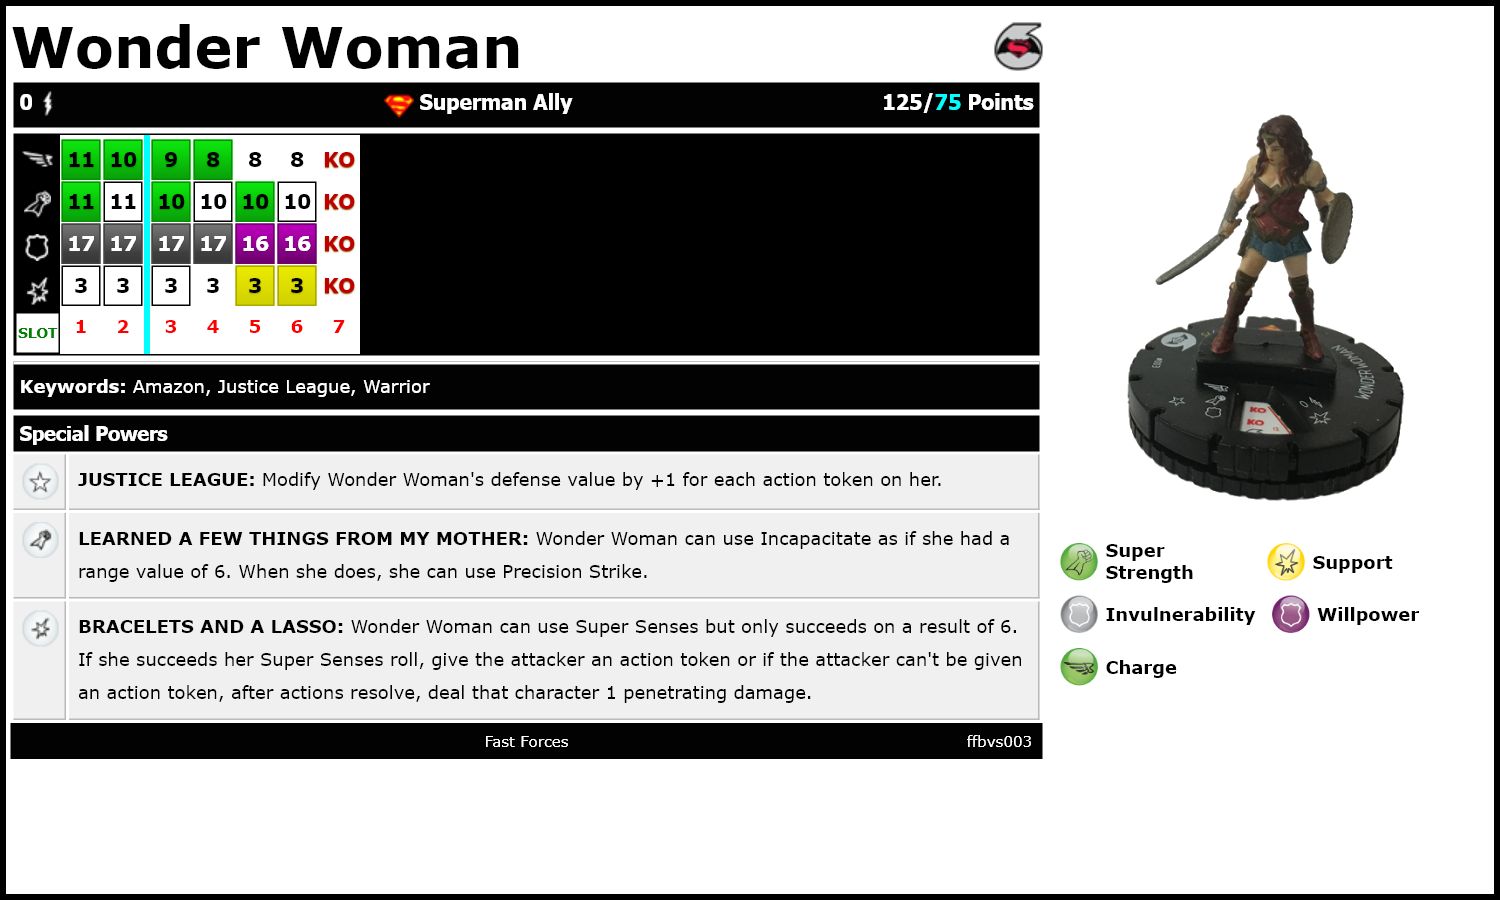 Wonder Woman
0 Superman Ally 125/75 Points
11 10 9 8 8 8 KO
11 11 10 10 10 10 KO
17 17 17 17 16 16 KO
3 3 3 3 3 3 KO
SLOT 1 2 3 4 5 6 7
Keywords: Amazon, Justice League, Warrior
Special Powers
JUSTICE LEAGUE: Modify Wonder Woman's defense value by +1 for each action token on her.
LEARNED A FEW THINGS FROM MY MOTHER: Wonder Woman can use Incapacitate as if she had a
range value of 6. When she does, she can use Precision Strike.
BRACELETS AND A LASSO: Wonder Woman can use Super Senses but only succeeds on a result of 6.
If she succeeds her Super Senses roll, give the attacker an action token or if the attacker can't be given
an action token, after actions resolve, deal that character 1 penetrating damage.
Fast Forces ffbvs003
WONDER WOMAN
003
0
KO
KO
Super
Strength
Support
Invulnerability
Willpower
Charge